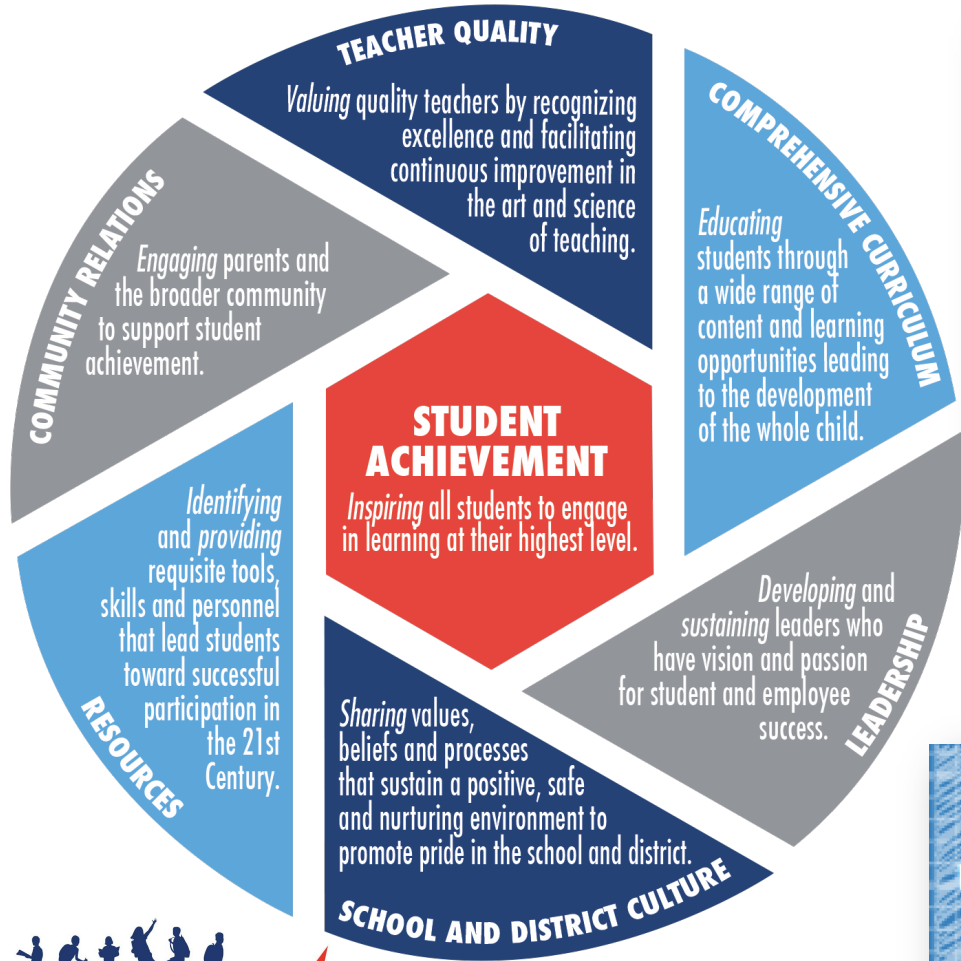 TEACHER QUALITY
Valuing quality teachers by recognizing
excellence and facilitating
continuous improvement in
the art and science
of teaching.
COMPREHENSIVE CURRICULUM
Educating
students through
a wide range of
content and learning
opportunities leading
to the development
of the whole child.
LEADERSHIP
Developing and
sustaining leaders who
have vision and passion
for student and employee
success.
SCHOOL AND DISTRICT CULTURE
Sharing values,
beliefs and processes
that sustain a positive, safe
and nurturing environment to
promote pride in the school and district.
RESOURCES
Identifying
and providing
requisite tools,
skills and personnel
that lead students
toward successful
participation in
the 21st
Century.
COMMUNITY RELATIONS
Engaging parents and
the broader community
to support student
achievement.
STUDENT
ACHIEVEMENT
Inspiring all students to engage
in learning at their highest level.